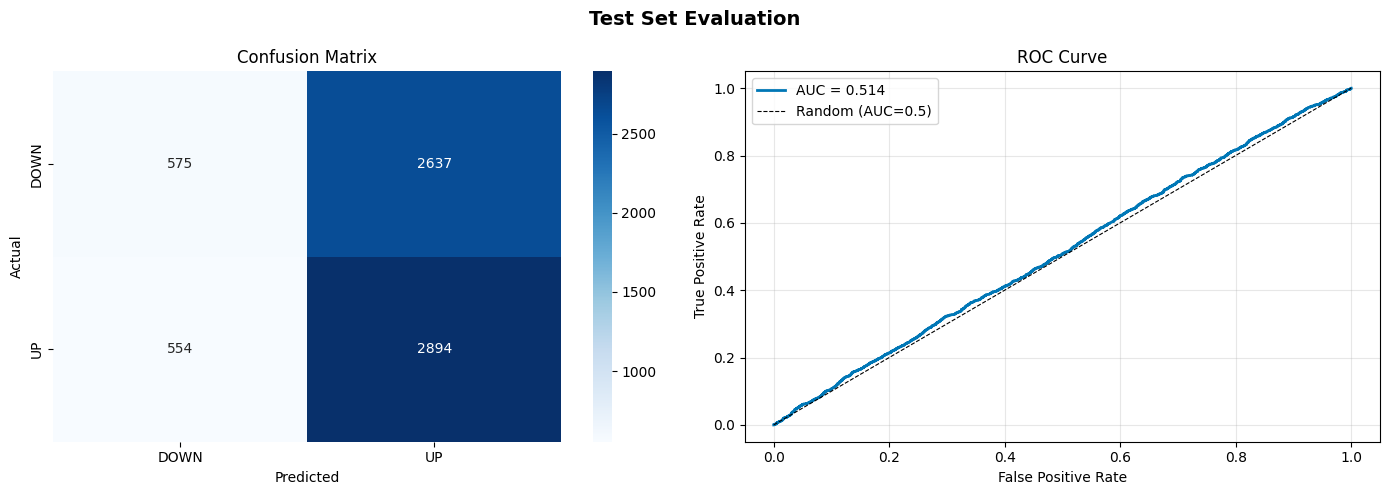 Test Set Evaluation
Confusion Matrix
Actual
DOWN
UP
575
2637
554
2894
DOWN
UP
Predicted
2500
2000
1500
1000
ROC Curve
AUC = 0.514
Random (AUC=0.5)
True Positive Rate
1.0
0.8
0.6
0.4
0.2
0.0
0.0
0.2
0.4
0.6
0.8
1.0
False Positive Rate